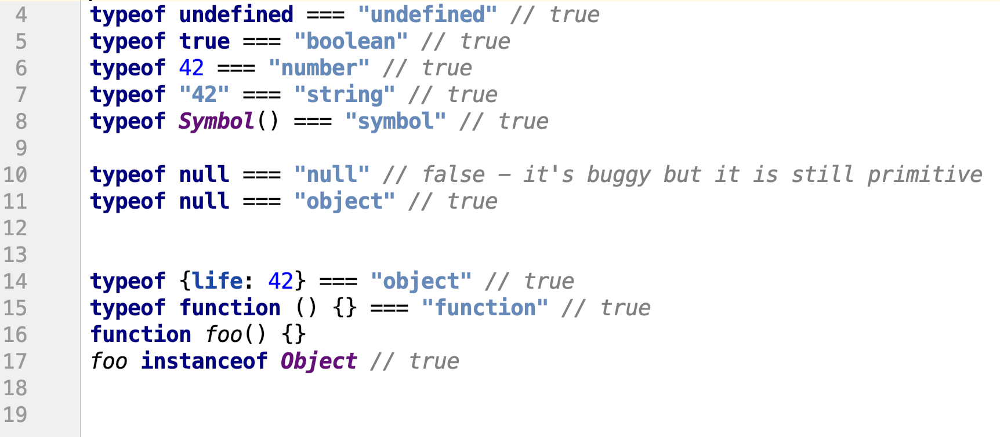 4 typeof undefined === "undefined" // true
5 typeof true === "boolean" // true
6 typeof 42 === "number" // true
7 typeof "42" === "string" // true
8 typeof Symbol() === "symbol" // true
9
10 typeof null === "null" // false – it's buggy but it is still primitive
11 typeof null === "object" // true
12
13
14 typeof {life: 42} === "object" // true
15 typeof function () {} === "function" // true
16 function foo() {}
17 foo instanceof Object // true
18
19